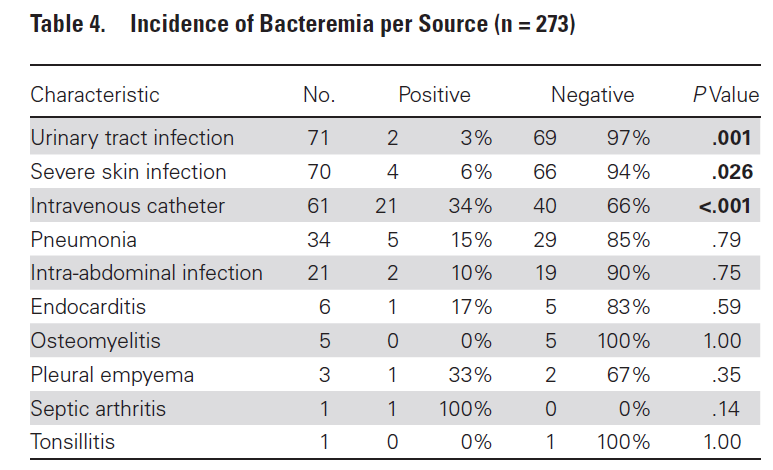 Table 4. Incidence of Bacteremia per Source (n = 273)
Characteristic No. Positive Negative P Value
Urinary tract infection 71 2 3% 69 97% .001
Severe skin infection 70 4 6% 66 94% .026
Intravenous catheter 61 21 34% 40 66% <.001
Pneumonia 34 5 15% 29 85% .79
Intra-abdominal infection 21 2 10% 19 90% .75
Endocarditis 6 1 17% 5 83% .59
Osteomyelitis 5 0 0% 5 100% 1.00
Pleural empyema 3 1 33% 2 67% .35
Septic arthritis 1 1 100% 0 0% .14
Tonsillitis 1 0 0% 1 100% 1.00